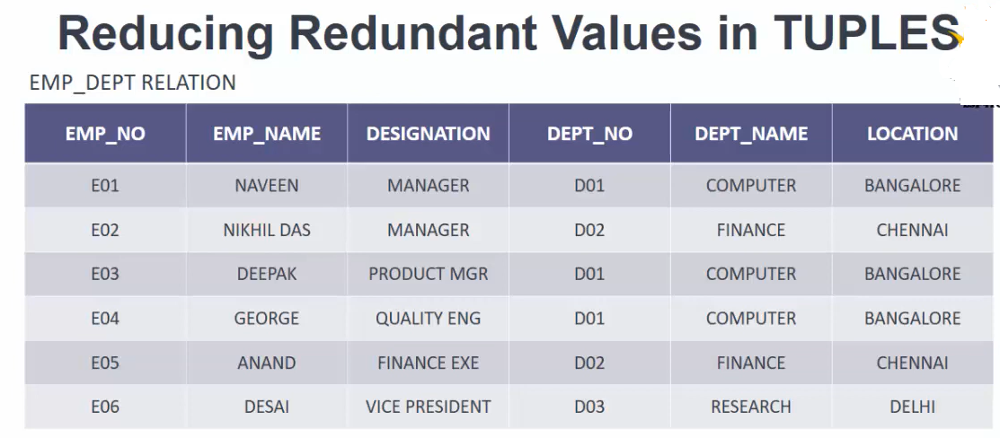 Reducing Redundant Values in TUPLES
EMP_DEPT RELATION
EMP_NO EMP_NAME DESIGNATION DEPT_NO DEPT_NAME LOCATION
E01 NAVEEN MANAGER D01 COMPUTER BANGALORE
E02 NIKHIL DAS MANAGER D02 FINANCE CHENNAI
E03 DEEPAK PRODUCT MGR D01 COMPUTER BANGALORE
E04 GEORGE QUALITY ENG D01 COMPUTER BANGALORE
E05 ANAND FINANCE EXE D02 FINANCE CHENNAI
E06 DESAI VICE PRESIDENT D03 RESEARCH DELHI